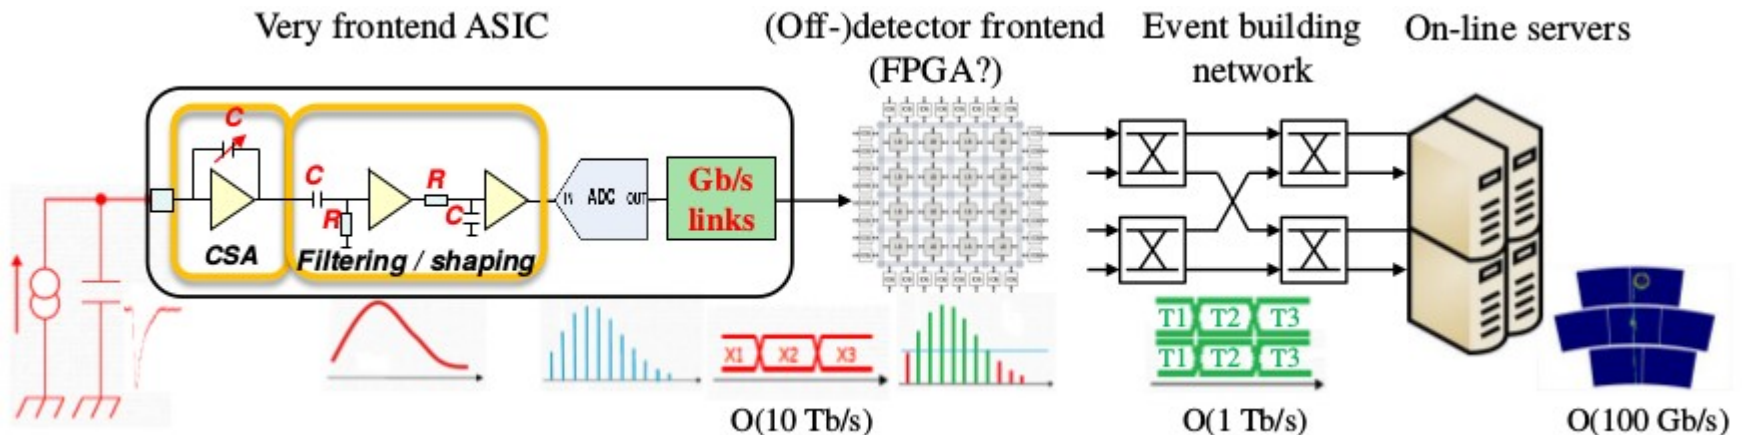 Very frontend ASIC
(Off-)detector frontend
(FPGA?)
Event building
network
On-line servers
C
CSA
C
R
R
C
Filtering / shaping
IN ADC OUT
Gb/s
links
X1 X2 X3
T1 T2 T3
T1 T2 T3
O(10 Tb/s)
O(1 Tb/s)
O(100 Gb/s)